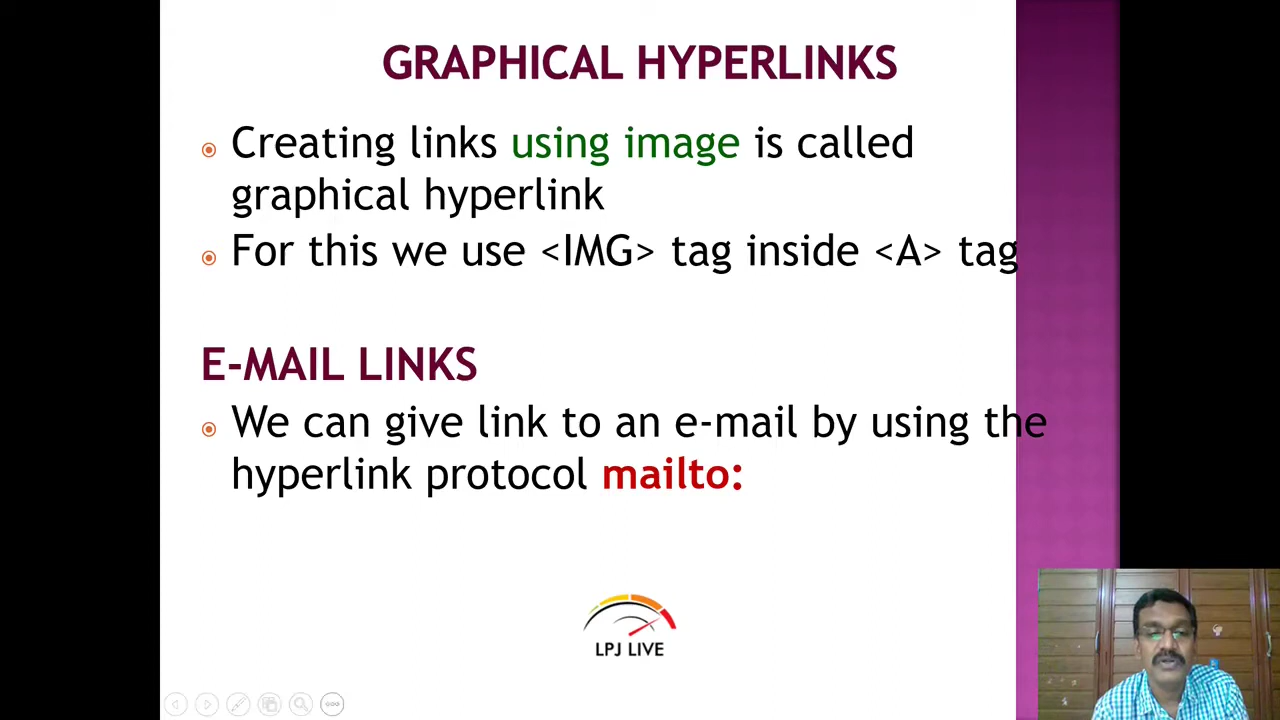 GRAPHICAL HYPERLINKS
Creating links using image is called
graphical hyperlink
For this we use <IMG> tag inside <A> tag
E-MAIL LINKS
We can give link to an e-mail by using the
hyperlink protocol mailto:
LPJ LIVE